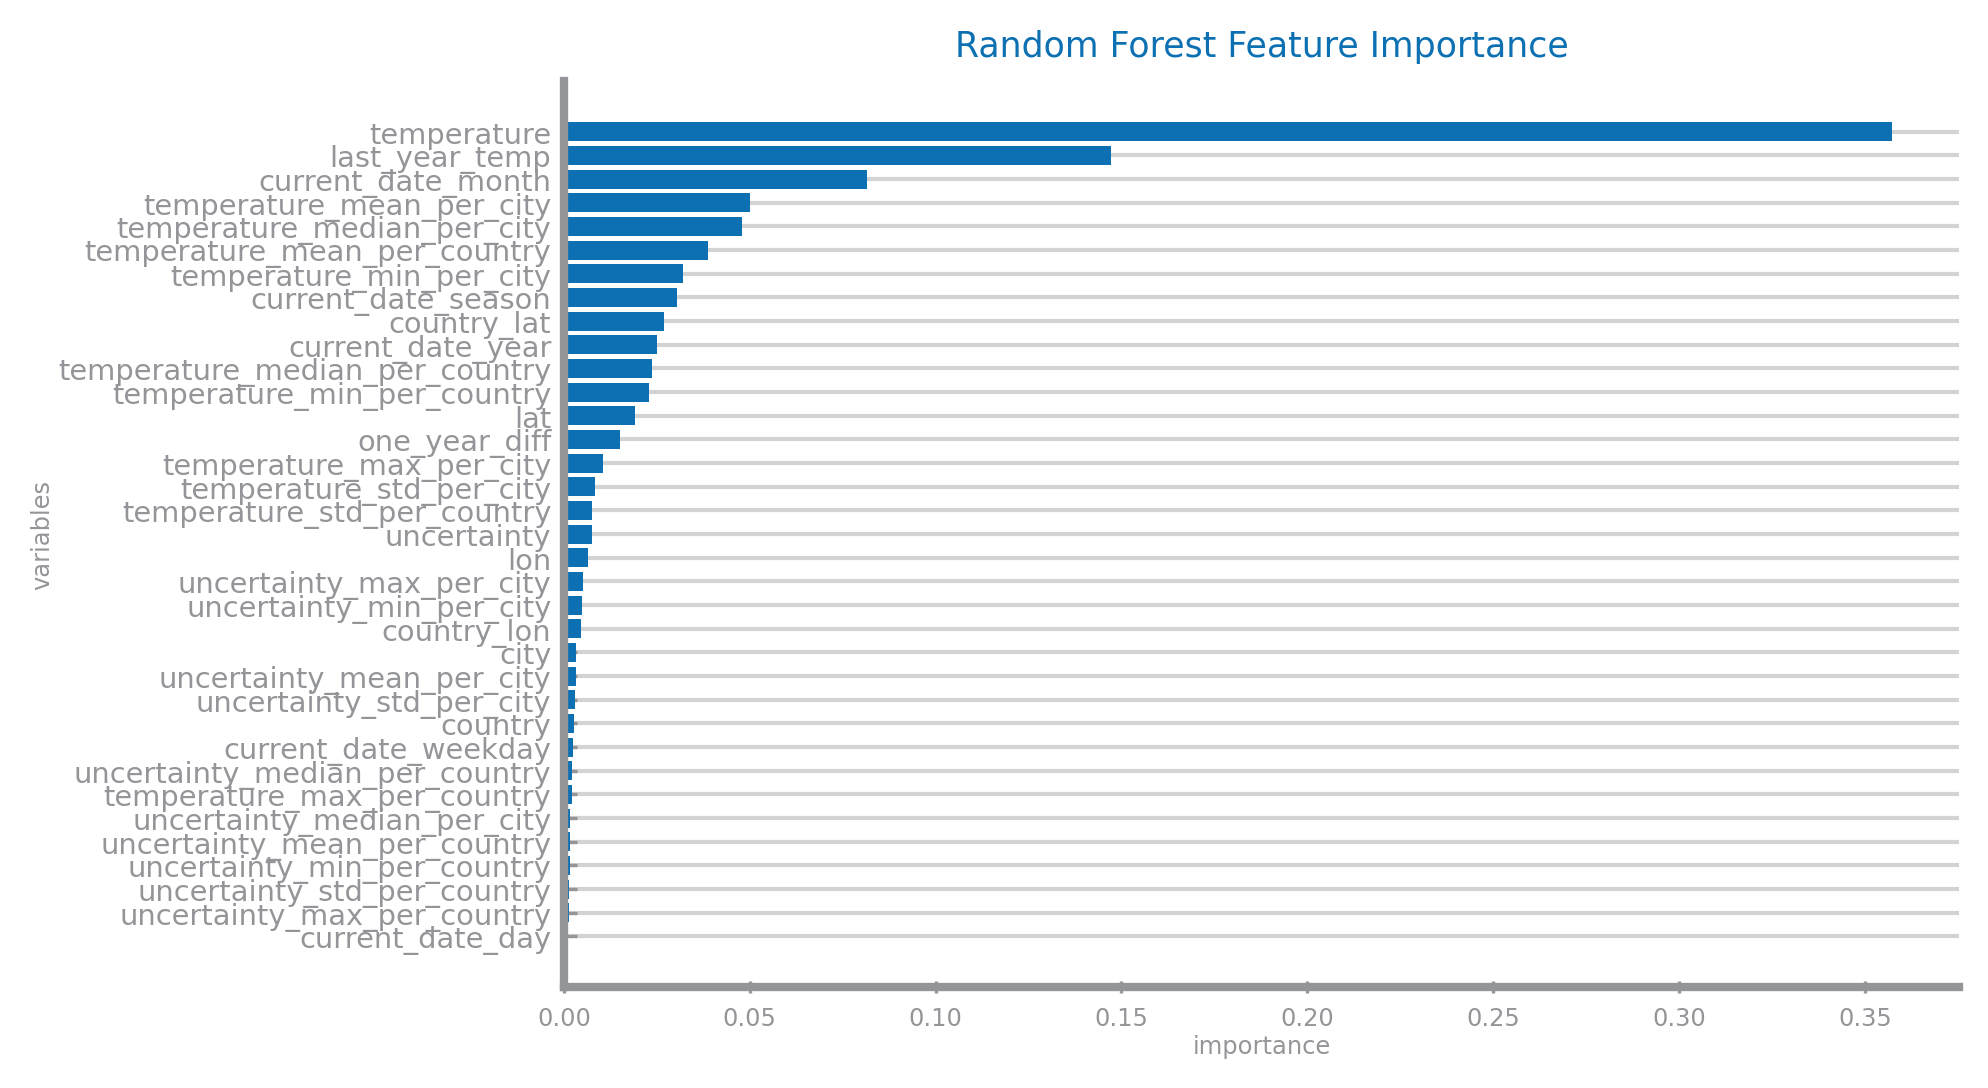 Random Forest Feature Importance
temperature
last_year_temp
current_date_month
temperature_mean_per_city
temperature_median_per_city
temperature_mean_per_country
temperature_min_per_city
current_date_season
country_lat
current_date_year
temperature_median_per_country
temperature_min_per_country
lat
one_year_diff
temperature_max_per_city
temperature_std_per_city
temperature_std_per_country
uncertainty
lon
uncertainty_max_per_city
uncertainty_min_per_city
country_lon
city
uncertainty_mean_per_city
uncertainty_std_per_city
country
current_date_weekday
uncertainty_median_per_country
temperature_max_per_country
uncertainty_median_per_city
uncertainty_mean_per_country
uncertainty_min_per_country
uncertainty_std_per_country
uncertainty_max_per_country
current_date_day
variables
0.00 0.05 0.10 0.15 0.20 0.25 0.30 0.35
importance